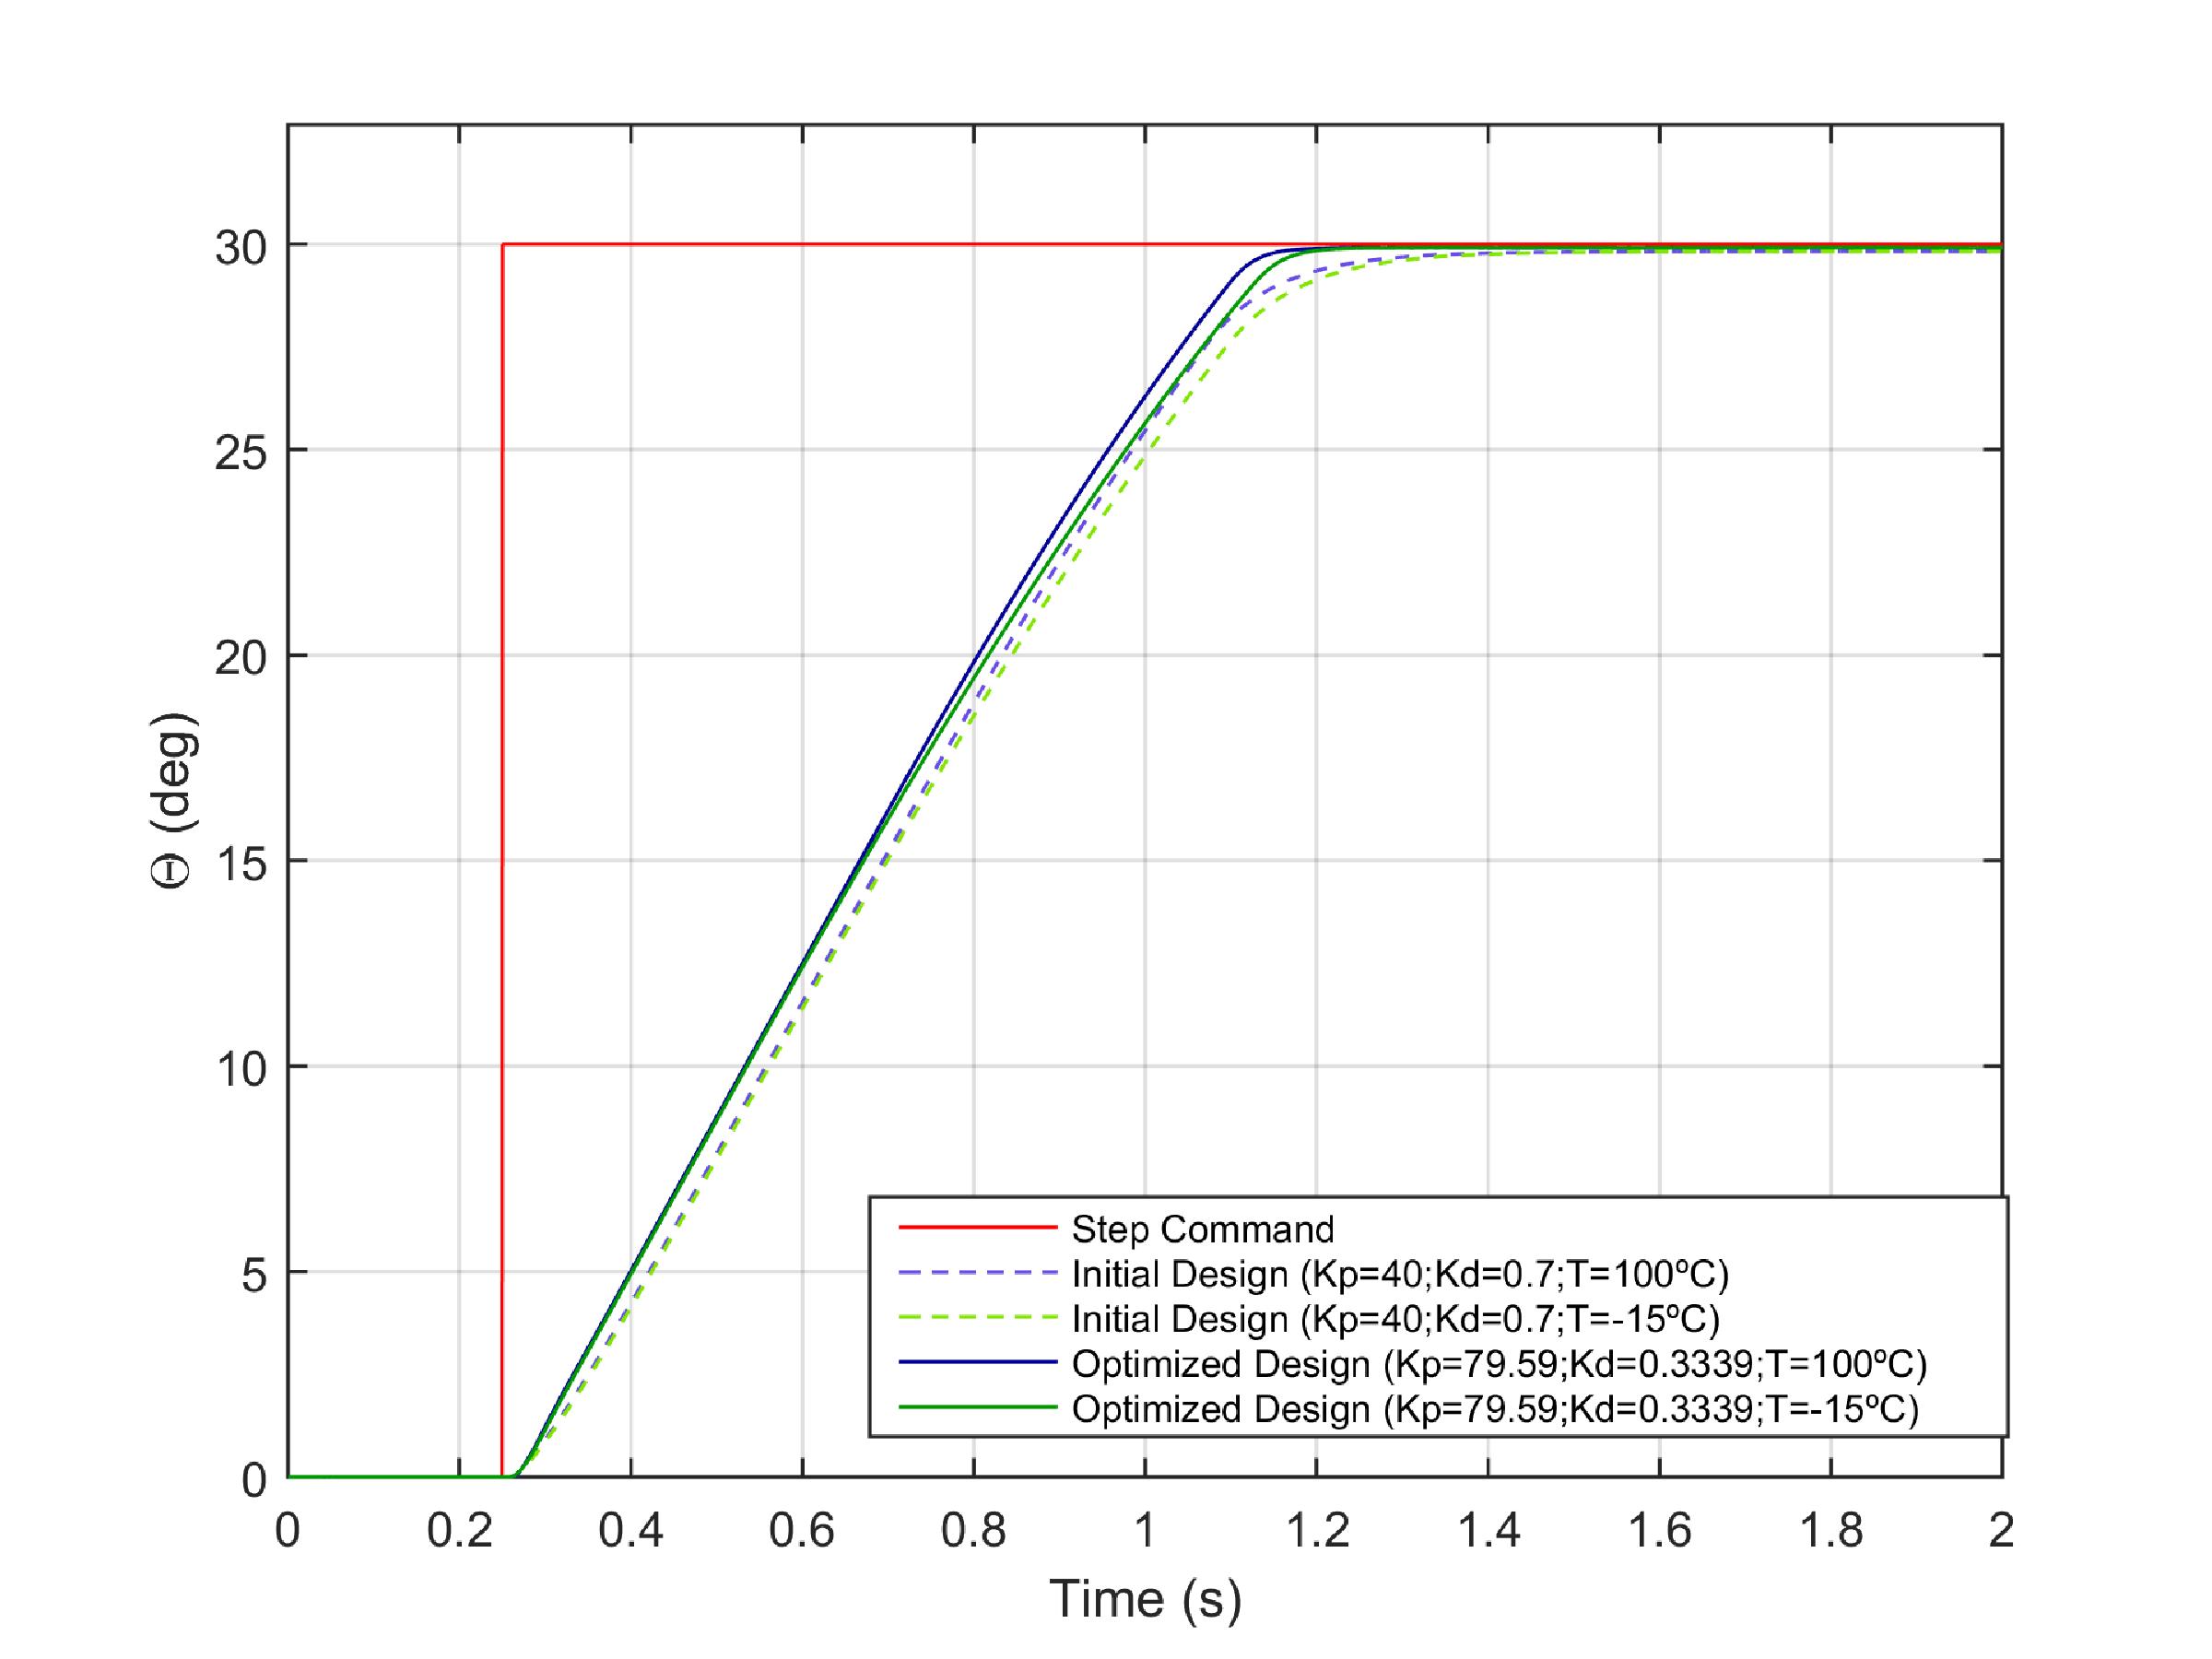 30
25
20
15
10
5
0
Θ (deg)
Step Command
Initial Design (Kp=40;Kd=0.7;T=100ºC)
Initial Design (Kp=40;Kd=0.7;T=-15ºC)
Optimized Design (Kp=79.59;Kd=0.3339;T=100ºC)
Optimized Design (Kp=79.59;Kd=0.3339;T=-15ºC)
0 0.2 0.4 0.6 0.8 1 1.2 1.4 1.6 1.8 2
Time (s)